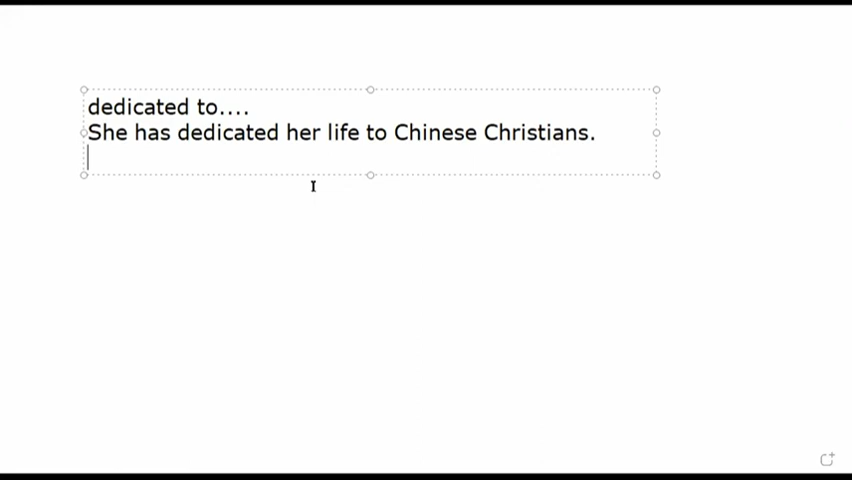 dedicated to....
She has dedicated her life to Chinese Christians.